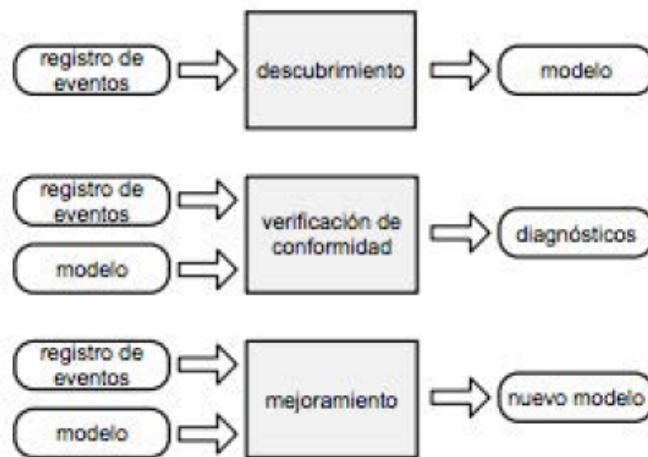 registro de
eventos
descubrimiento
modelo
registro de
eventos
modelo
verificación de
conformidad
diagnósticos
registro de
eventos
modelo
mejoramiento
nuevo modelo